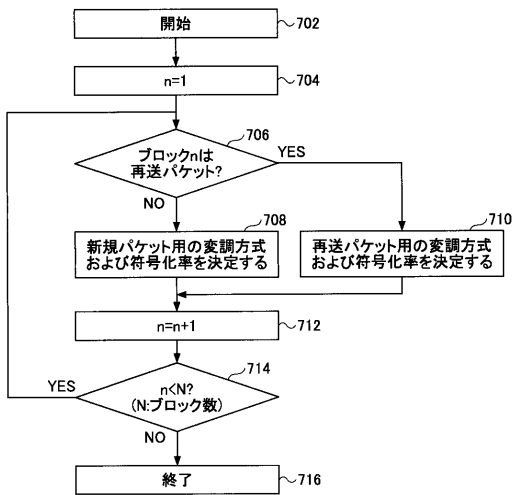 開始
702
n=1
704
706
ブロックnは
再送パケット?
YES
NO
708
新規パケット用の変調方式
および符号化率を決定する
710
再送パケット用の変調方式
および符号化率を決定する
n=n+1
712
714
n<N?
(N:ブロック数)
YES
NO
終了
716